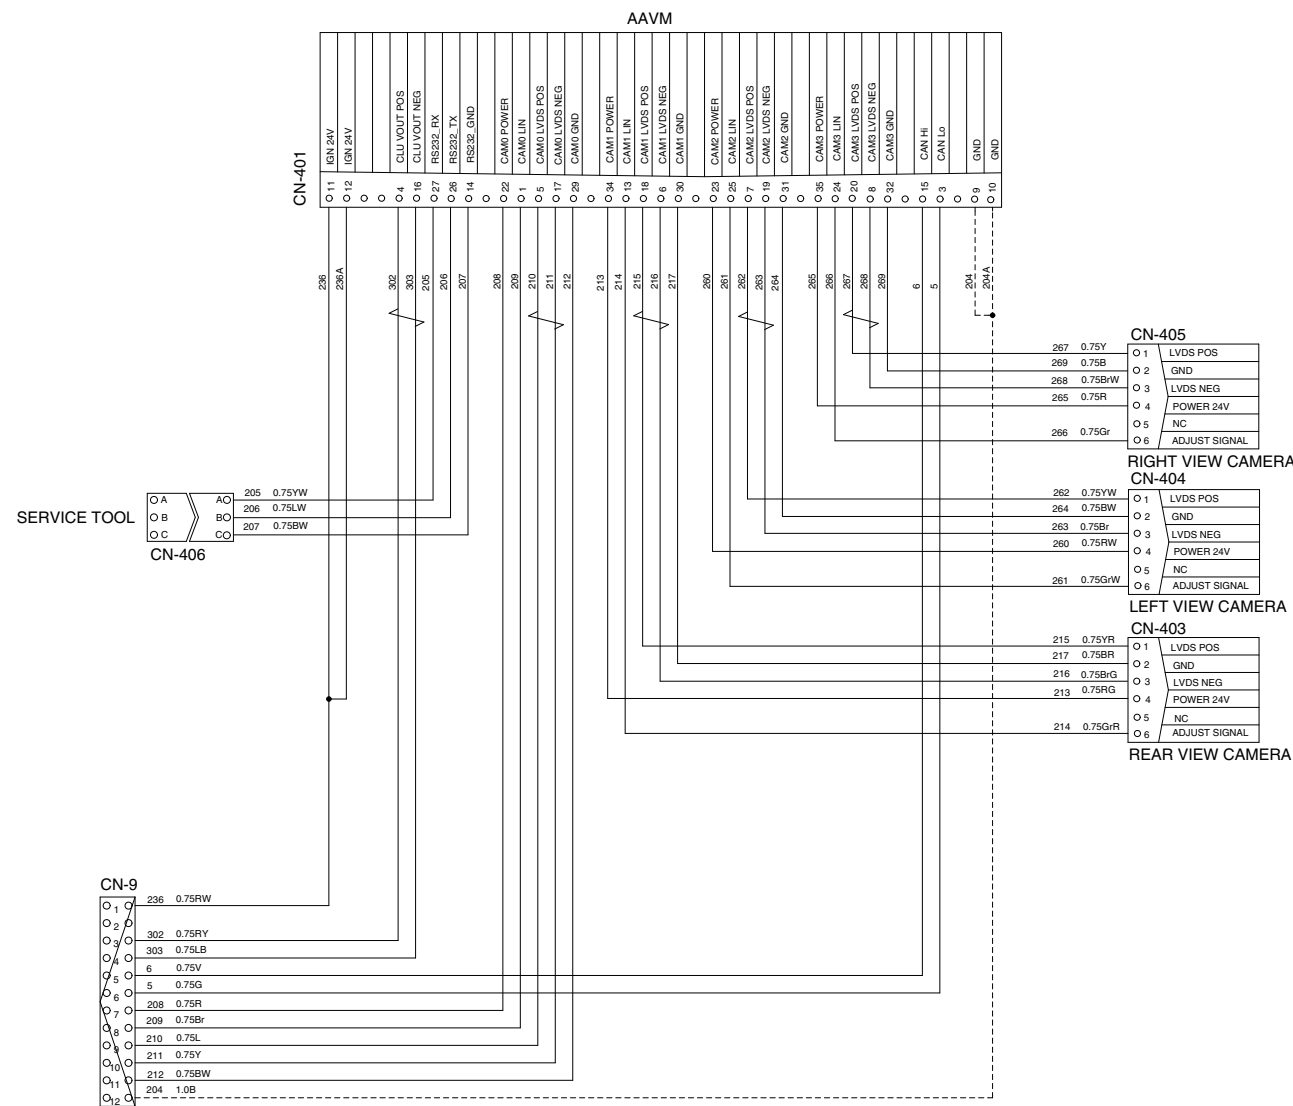 AAVM
CN-401
IGN 24V
IGN 24V
CLU VOUT POS
CLU VOUT NEG
RS232_RX
RS232_TX
RS232_GND
CAM0 POWER
CAM0 LIN
CAM0 LVDS POS
CAM0 LVDS NEG
CAM0 GND
CAM1 POWER
CAM1 LIN
CAM1 LVDS POS
CAM1 LVDS NEG
CAM1 GND
CAM2 POWER
CAM2 LIN
CAM2 LVDS POS
CAM2 LVDS NEG
CAM2 GND
CAM3 POWER
CAM3 LIN
CAM3 LVDS POS
CAM3 LVDS NEG
CAM3 GND
CAN Hi
CAN Lo
GND
GND
11 12 4 16 27 26 14 22 1 5 17 29 34 13 18 6 30 23 25 7 19 31 35 24 20 8 32 15 3 9 10
236 236A 302 303 205 206 207 208 209 210 211 212 213 214 215 216 217 260 261 262 263 264 265 266 267 268 269 6 5 204 204A
CN-405
267 0.75Y 1 LVDS POS
269 0.75B 2 GND
268 0.75BrW 3 LVDS NEG
265 0.75R 4 POWER 24V
5 NC
266 0.75Gr 6 ADJUST SIGNAL
RIGHT VIEW CAMERA
CN-404
262 0.75YW 1 LVDS POS
264 0.75BW 2 GND
263 0.75Br 3 LVDS NEG
260 0.75RW 4 POWER 24V
5 NC
261 0.75GrW 6 ADJUST SIGNAL
LEFT VIEW CAMERA
CN-403
215 0.75YR 1 LVDS POS
217 0.75BR 2 GND
216 0.75BrG 3 LVDS NEG
213 0.75RG 4 POWER 24V
5 NC
214 0.75GrR 6 ADJUST SIGNAL
REAR VIEW CAMERA
SERVICE TOOL
A A 205 0.75YW
B B 206 0.75LW
C C 207 0.75BW
CN-406
CN-9
1 236 0.75RW
2
3 302 0.75RY
4 303 0.75LB
5 6 0.75V
6 5 0.75G
7 208 0.75R
8 209 0.75Br
9 210 0.75L
10 211 0.75Y
11 212 0.75BW
12 204 1.0B